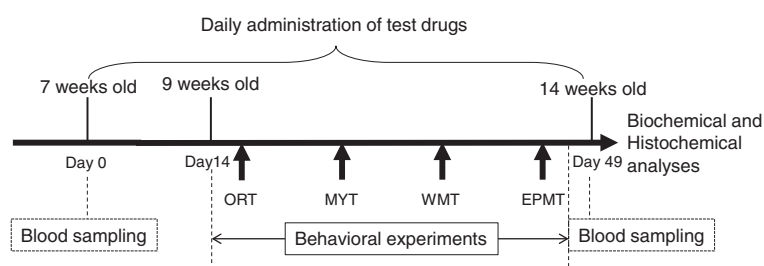 Daily administration of test drugs
7 weeks old
9 weeks old
14 weeks old
Biochemical and
Histochemical
analyses
Day 0
Day14
Day 49
ORT
MYT
WMT
EPMT
Blood sampling
Behavioral experiments
Blood sampling